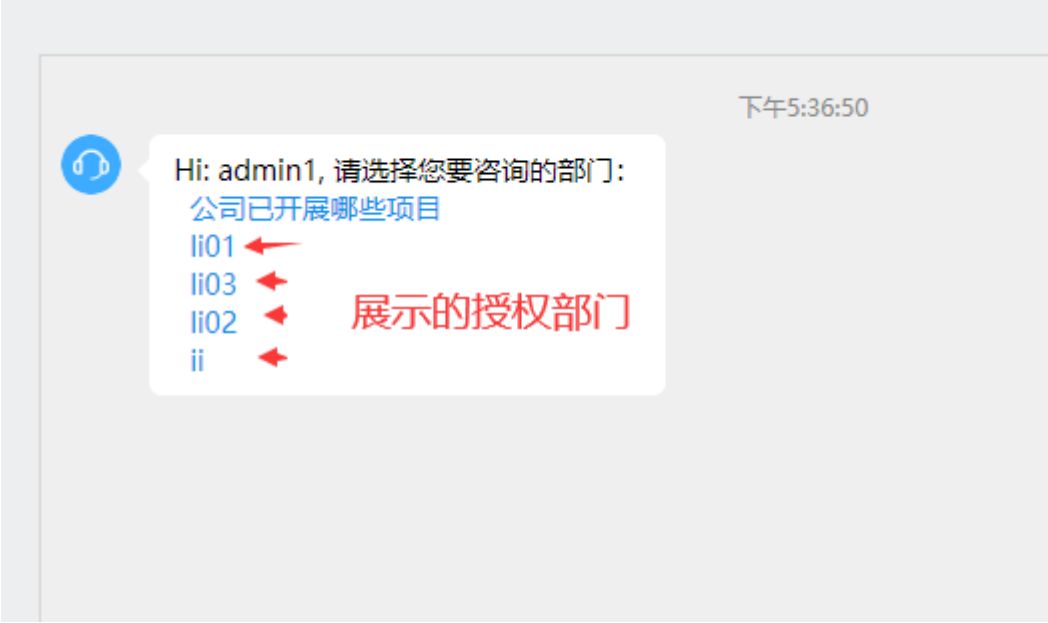 下午5:36:50
Hi: admin1, 请选择您要咨询的部门：
公司已开展哪些项目
li01
li03
li02
ii
展示的授权部门